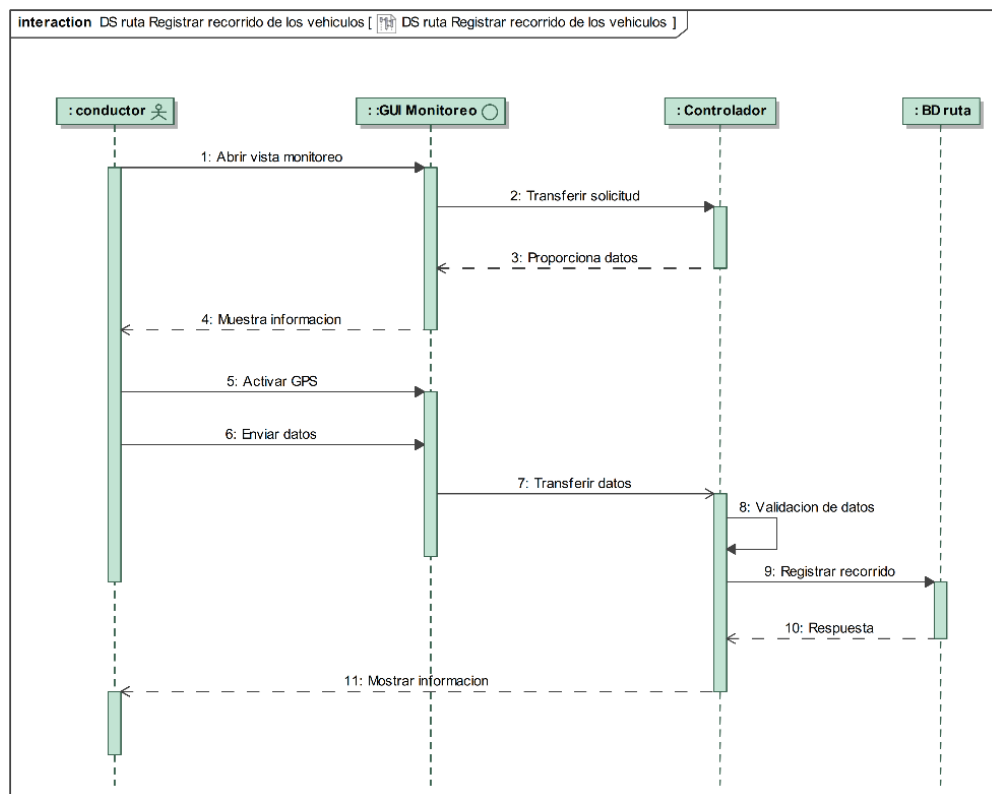 interaction DS ruta Registrar recorrido de los vehiculos [ DS ruta Registrar recorrido de los vehiculos ]
: conductor
: :GUI Monitoreo
: Controlador
: BD ruta
1: Abrir vista monitoreo
2: Transferir solicitud
3: Proporciona datos
4: Muestra informacion
5: Activar GPS
6: Enviar datos
7: Transferir datos
8: Validacion de datos
9: Registrar recorrido
10: Respuesta
11: Mostrar informacion